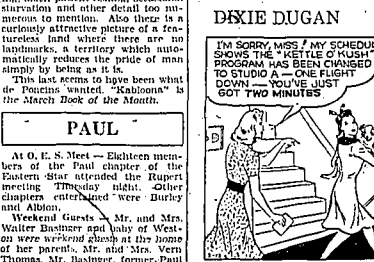 starvation and other detail too nu-
merous to mention. Also there is a
curiously attractive picture of a fea-
tureless land where there are no
landmarks, a territory which auto-
matically reduces the pride of man
simply by being as it is.
This last seems to have been what
de Poncins wanted. "Kabloona" is
the March Book of the Month.
PAUL
At O. E. S. Meet — Eighteen mem-
bers of the Paul chapter of the
Eastern Star attended the Rupert
meeting Thursday night. Other
chapters entertained were Burley
and Albion.
Weekend Guests — Mr. and Mrs.
Walter Basinger and baby of West-
on were weekend guests at the home
of her parents, Mr. and Mrs. Vern
Thomas. Mr. Basinger, former Paul
DIXIE DUGAN
I'M SORRY, MISS! MY SCHEDU
SHOWS THE "KETTLE O' KUSH"
PROGRAM HAS BEEN CHANGED
TO STUDIO A — ONE FLIGHT
DOWN — YOU'VE JUST
GOT TWO MINUTES